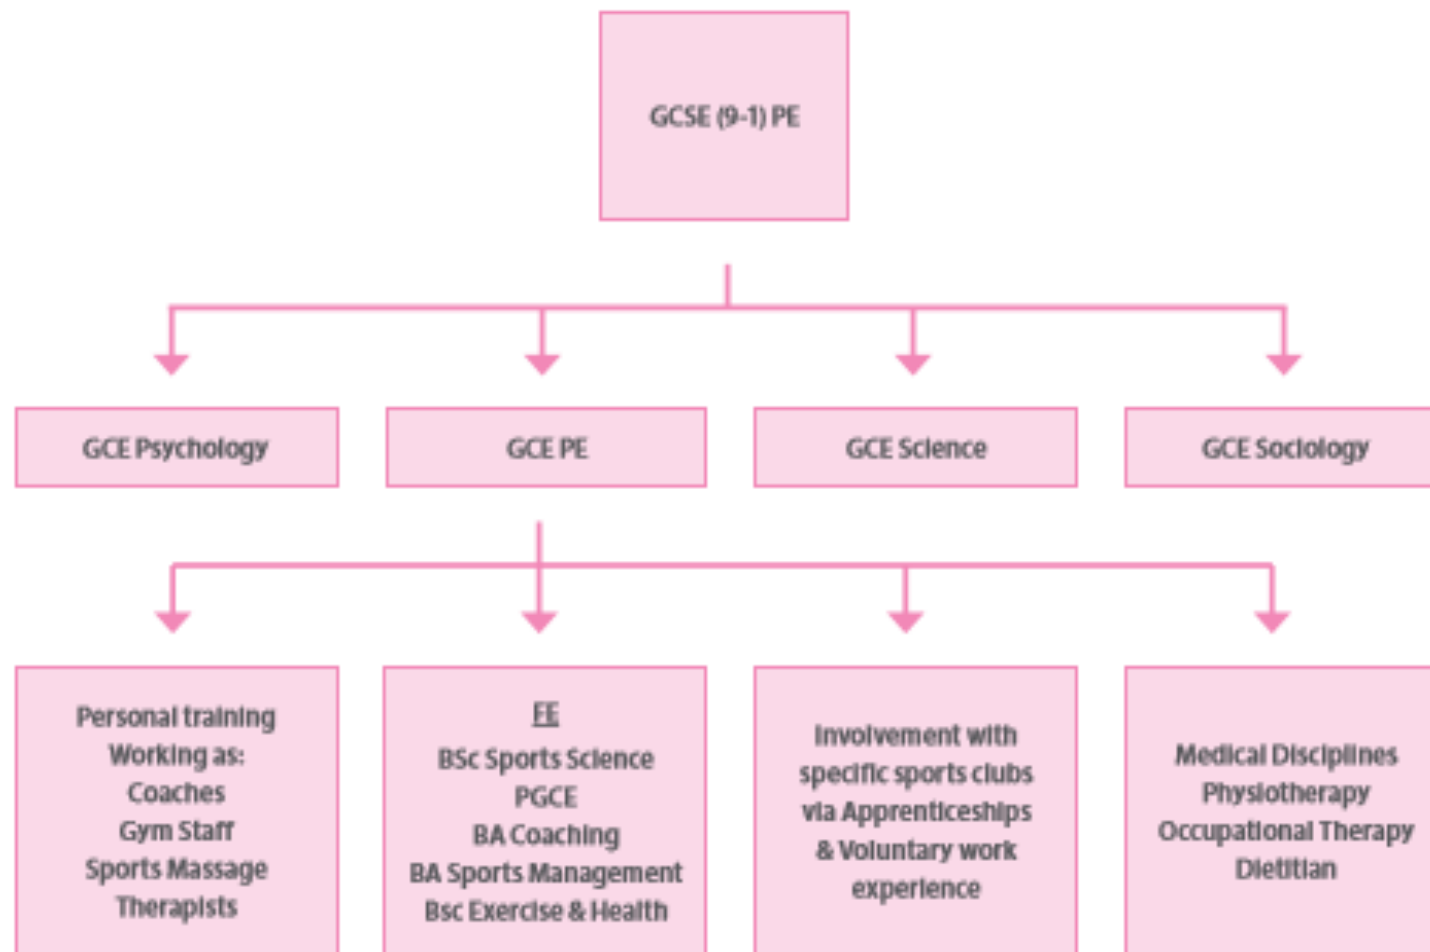 GCSE (9-1) PE
GCE Psychology
GCE PE
GCE Science
GCE Sociology
Personal training
Working as:
Coaches
Gym Staff
Sports Massage
Therapists
FE
BSc Sports Science
PGCE
BA Coaching
BA Sports Management
Bsc Exercise & Health
Involvement with
specific sports clubs
via Apprenticeships
& Voluntary work
experience
Medical Disciplines
Physiotherapy
Occupational Therapy
Dietitian